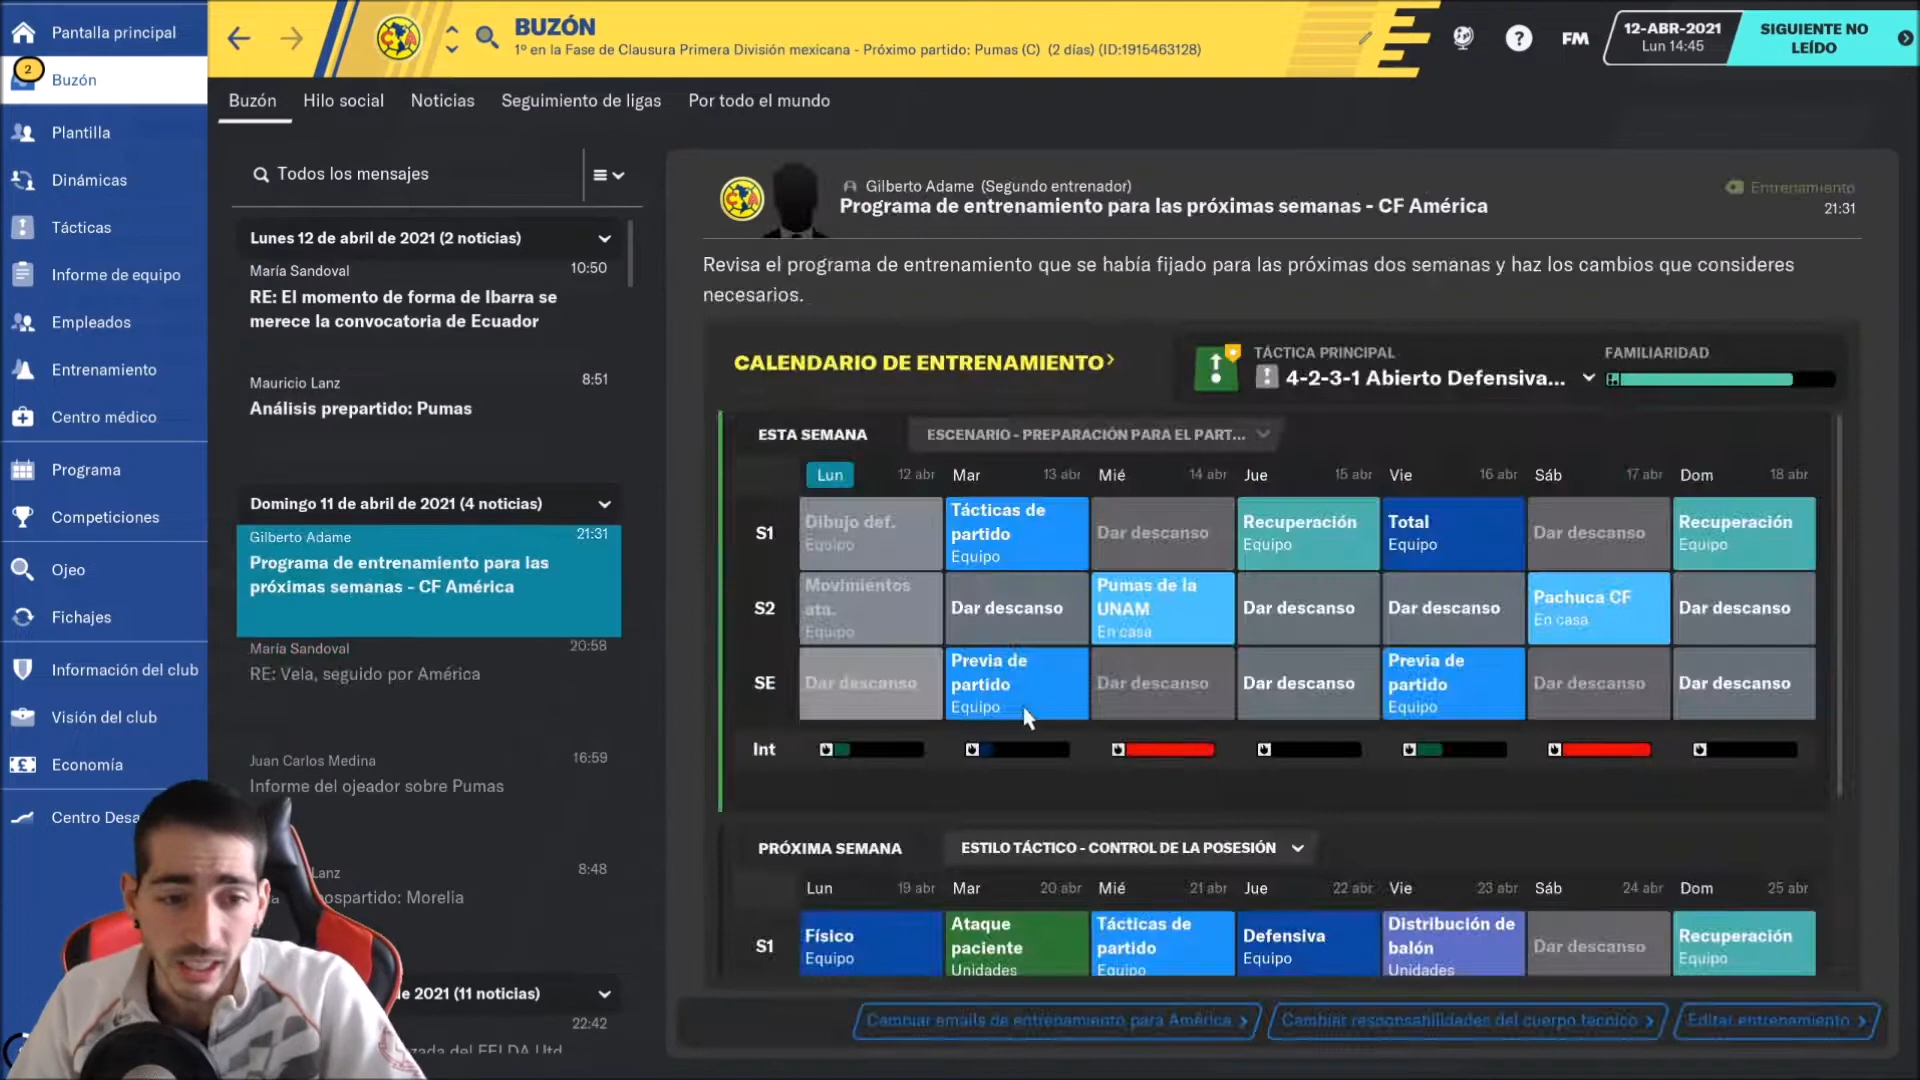 Pantalla principal
2
Buzón
Plantilla
Dinámicas
Tácticas
Informe de equipo
Empleados
Entrenamiento
Centro médico
Programa
Competiciones
Ojeo
Fichajes
Información del club
Visión del club
Economía
Centro Desa
BUZÓN
1º en la Fase de Clausura Primera División mexicana - Próximo partido: Pumas (C) (2 días) (ID:1915463128)
FM
12-ABR-2021
Lun 14:45
SIGUIENTE NO
LEÍDO
Buzón
Hilo social
Noticias
Seguimiento de ligas
Por todo el mundo
Todos los mensajes
Lunes 12 de abril de 2021 (2 noticias)
María Sandoval
10:50
RE: El momento de forma de Ibarra se
merece la convocatoria de Ecuador
Mauricio Lanz
8:51
Análisis prepartido: Pumas
Domingo 11 de abril de 2021 (4 noticias)
Gilberto Adame
21:31
Programa de entrenamiento para las
próximas semanas - CF América
María Sandoval
20:58
RE: Vela, seguido por América
Juan Carlos Medina
16:59
Informe del ojeador sobre Pumas
Lanz
8:48
pospartido: Morelia
e 2021 (11 noticias)
22:42
Gilberto Adame (Segundo entrenador)
Programa de entrenamiento para las próximas semanas - CF América
Entrenamiento
21:31
Revisa el programa de entrenamiento que se había fijado para las próximas dos semanas y haz los cambios que consideres
necesarios.
CALENDARIO DE ENTRENAMIENTO
TÁCTICA PRINCIPAL
4-2-3-1 Abierto Defensiva...
FAMILIARIDAD
ESTA SEMANA
ESCENARIO - PREPARACIÓN PARA EL PART...
Lun 12 abr Mar 13 abr Mié 14 abr Jue 15 abr Vie 16 abr Sáb 17 abr Dom 18 abr
S1
Dibujo def.
Equipo
Tácticas de
partido
Equipo
Dar descanso
Recuperación
Equipo
Total
Equipo
Dar descanso
Recuperación
Equipo
S2
Movimientos
ata.
Equipo
Dar descanso
Pumas de la
UNAM
En casa
Dar descanso
Dar descanso
Pachuca CF
En casa
Dar descanso
SE
Dar descanso
Previa de
partido
Equipo
Dar descanso
Dar descanso
Previa de
partido
Equipo
Dar descanso
Dar descanso
Int
PRÓXIMA SEMANA
ESTILO TÁCTICO - CONTROL DE LA POSESIÓN
Lun 19 abr Mar 20 abr Mié 21 abr Jue 22 abr Vie 23 abr Sáb 24 abr Dom 25 abr
S1
Físico
Equipo
Ataque
paciente
Unidades
Tácticas de
partido
Equipo
Defensiva
Equipo
Distribución de
balón
Unidades
Dar descanso
Recuperación
Equipo
Cambiar emails de entrenamiento para América
Cambiar responsabilidades del cuerpo técnico
Editar entrenamiento